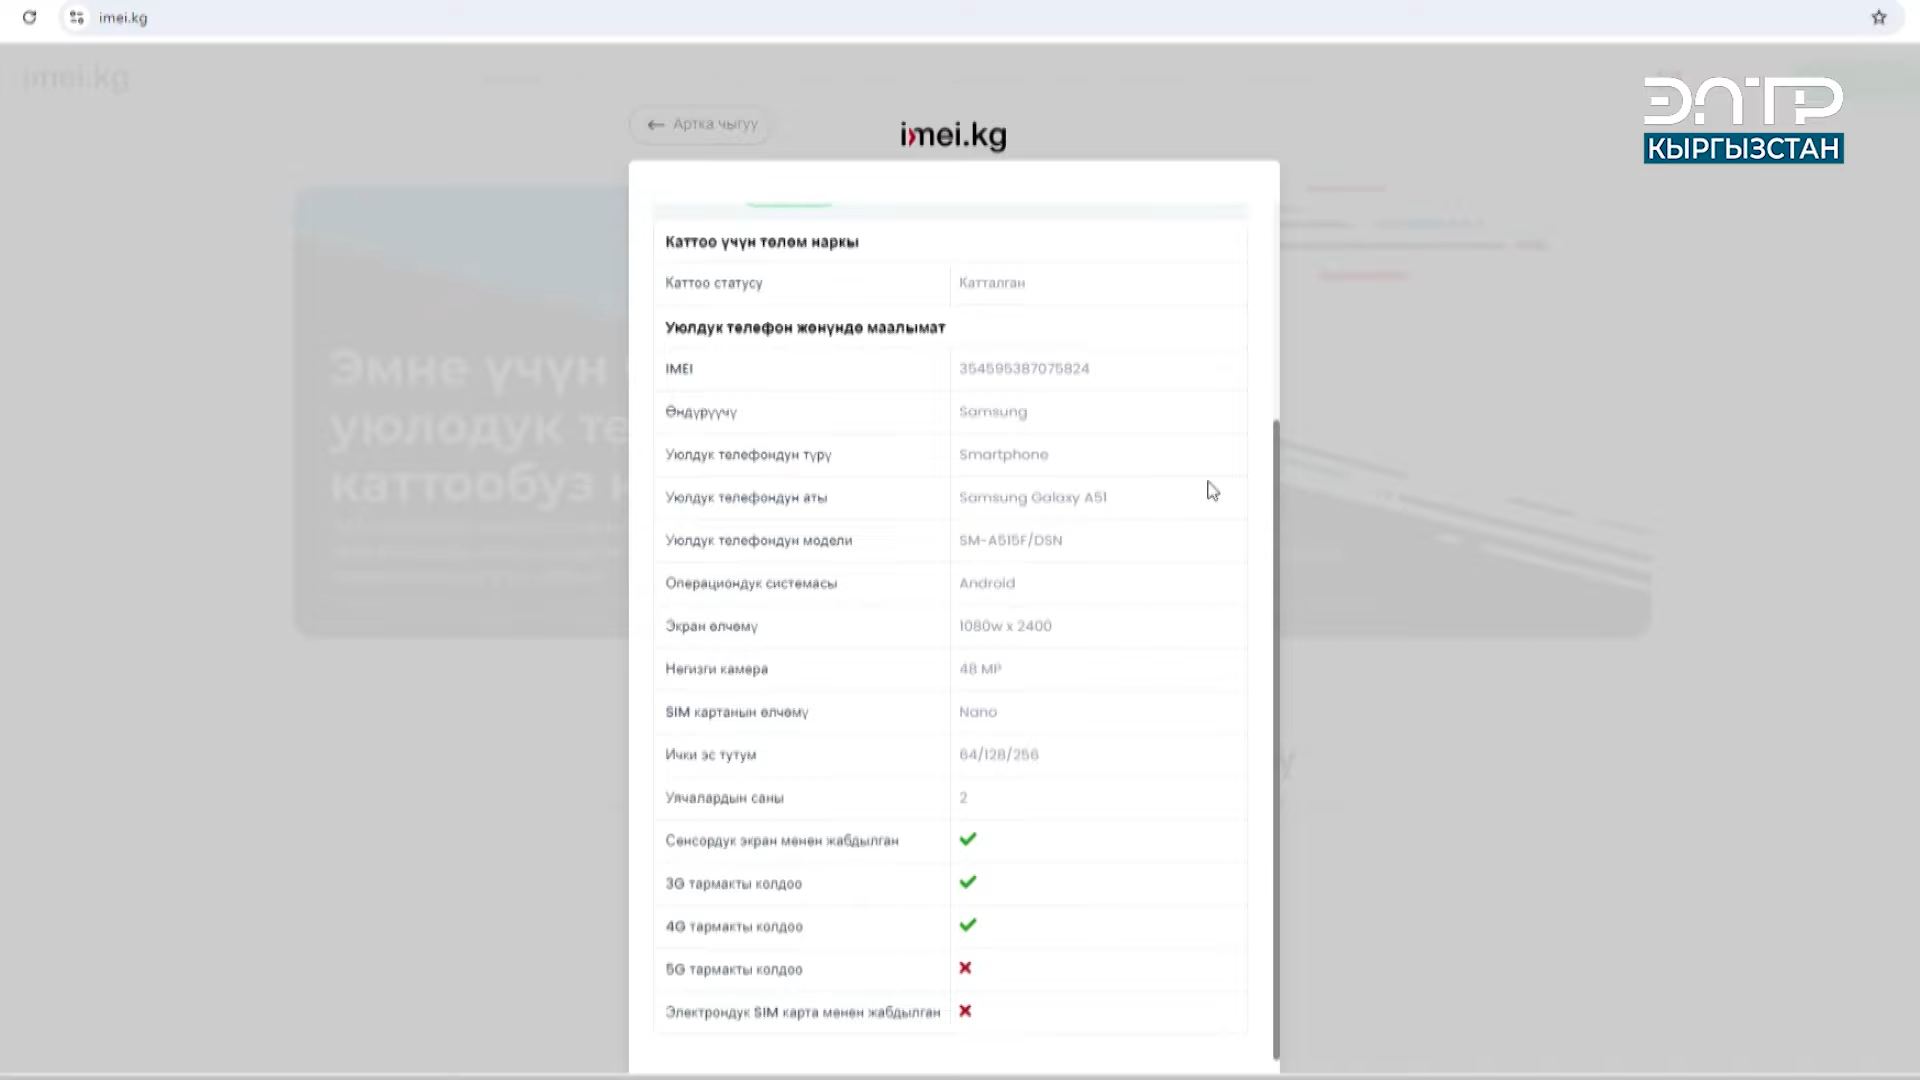 imei.kg
imei.kg
ЭЛТР
КЫРГЫЗСТАН
← Артка чыгуу
imei.kg
Каттоо үчүн төлөм наркы
Каттоо статусу Катталган
Уюлдук телефон жөнүндө маалымат
IMEI 354595387075824
Өндүрүүчү Samsung
Уюлдук телефондун түрү Smartphone
Уюлдук телефондун аты Samsung Galaxy A51
Уюлдук телефондун модели SM-A515F/DSN
Операциондук системасы Android
Экран өлчөмү 1080w x 2400
Негизги камера 48 MP
SIM картанын өлчөмү Nano
Ички эс тутум 64/128/256
Уячалардын саны 2
Сенсордук экран менен жабдылган ✔
3G тармакты колдоо ✔
4G тармакты колдоо ✔
5G тармакты колдоо ✖
Электрондук SIM карта менен жабдылган ✖
Эмне үчүн
уюлодук те
каттообуз к